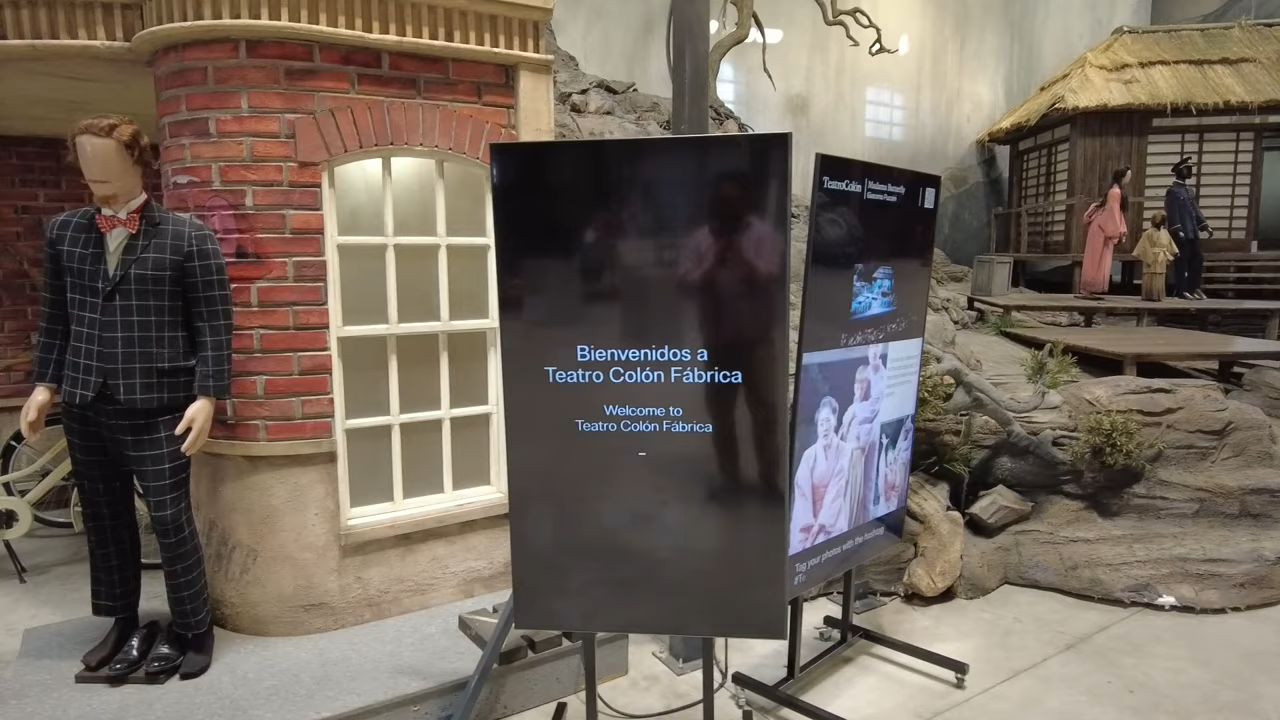 Bienvenidos a
Teatro Colón Fábrica
Welcome to
Teatro Colón Fábrica
TeatroColón
Madama Butterfly
Giacomo Puccini
Tag your photos with the hashtag